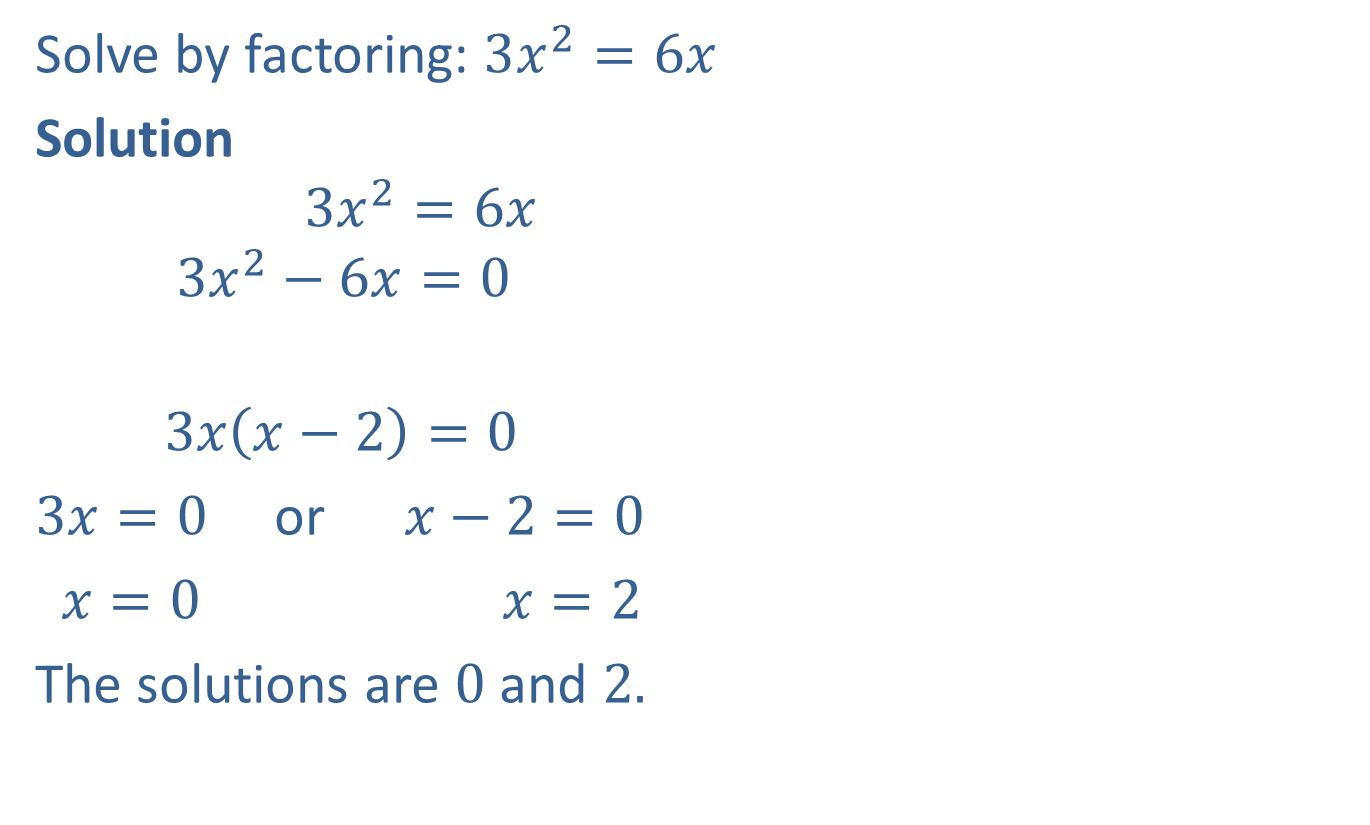 Solve by factoring: 3x² = 6x
Solution
3x² = 6x
3x² − 6x = 0
3x(x − 2) = 0
3x = 0 or x − 2 = 0
x = 0 x = 2
The solutions are 0 and 2.